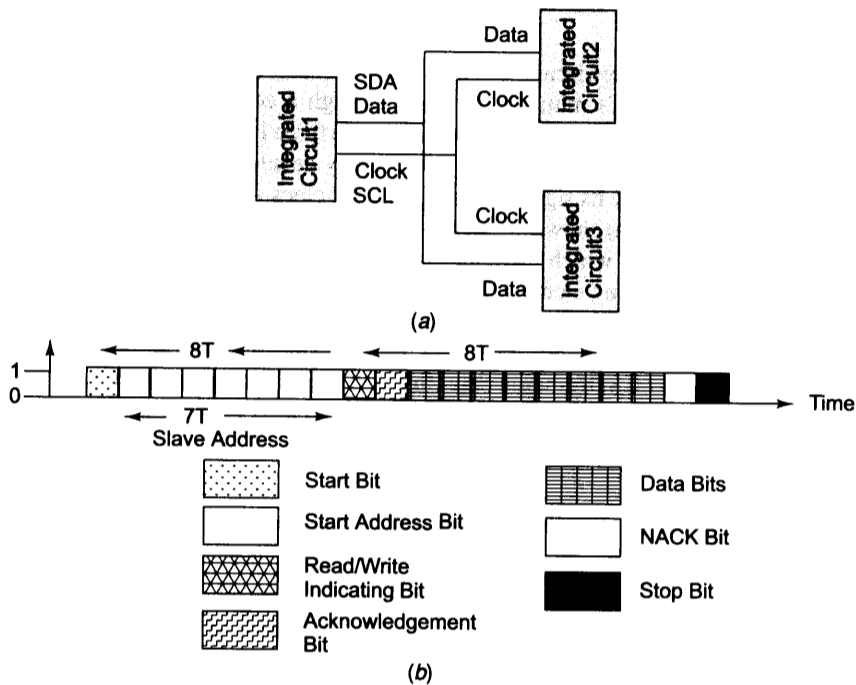 Integrated
Circuit1
SDA
Data
Clock
SCL
Data
Clock
Integrated
Circuit2
Clock
Data
Integrated
Circuit3
(a)
8T
8T
1
0
Time
7T
Slave Address
Start Bit
Start Address Bit
Read/Write
Indicating Bit
Acknowledgement
Bit
Data Bits
NACK Bit
Stop Bit
(b)